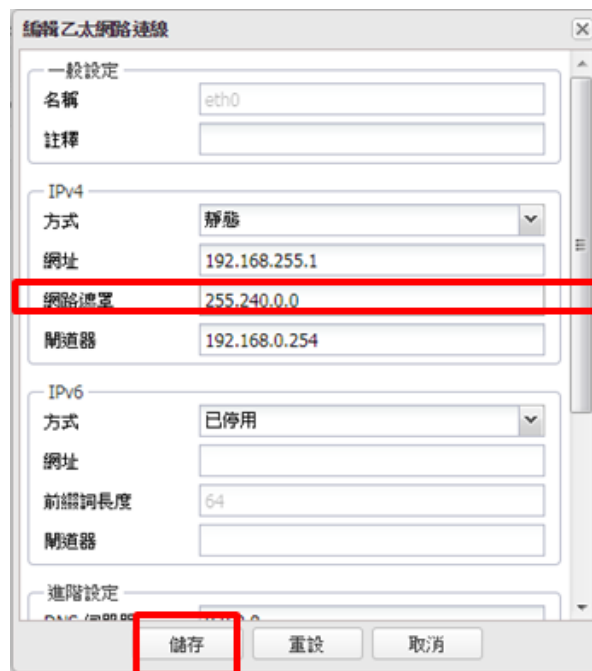 編輯乙太網路連線
一般設定
名稱 eth0
註釋
IPv4
方式 靜態
網址 192.168.255.1
網路遮罩 255.240.0.0
閘道器 192.168.0.254
IPv6
方式 已停用
網址
前綴詞長度 64
閘道器
進階設定
儲存 重設 取消